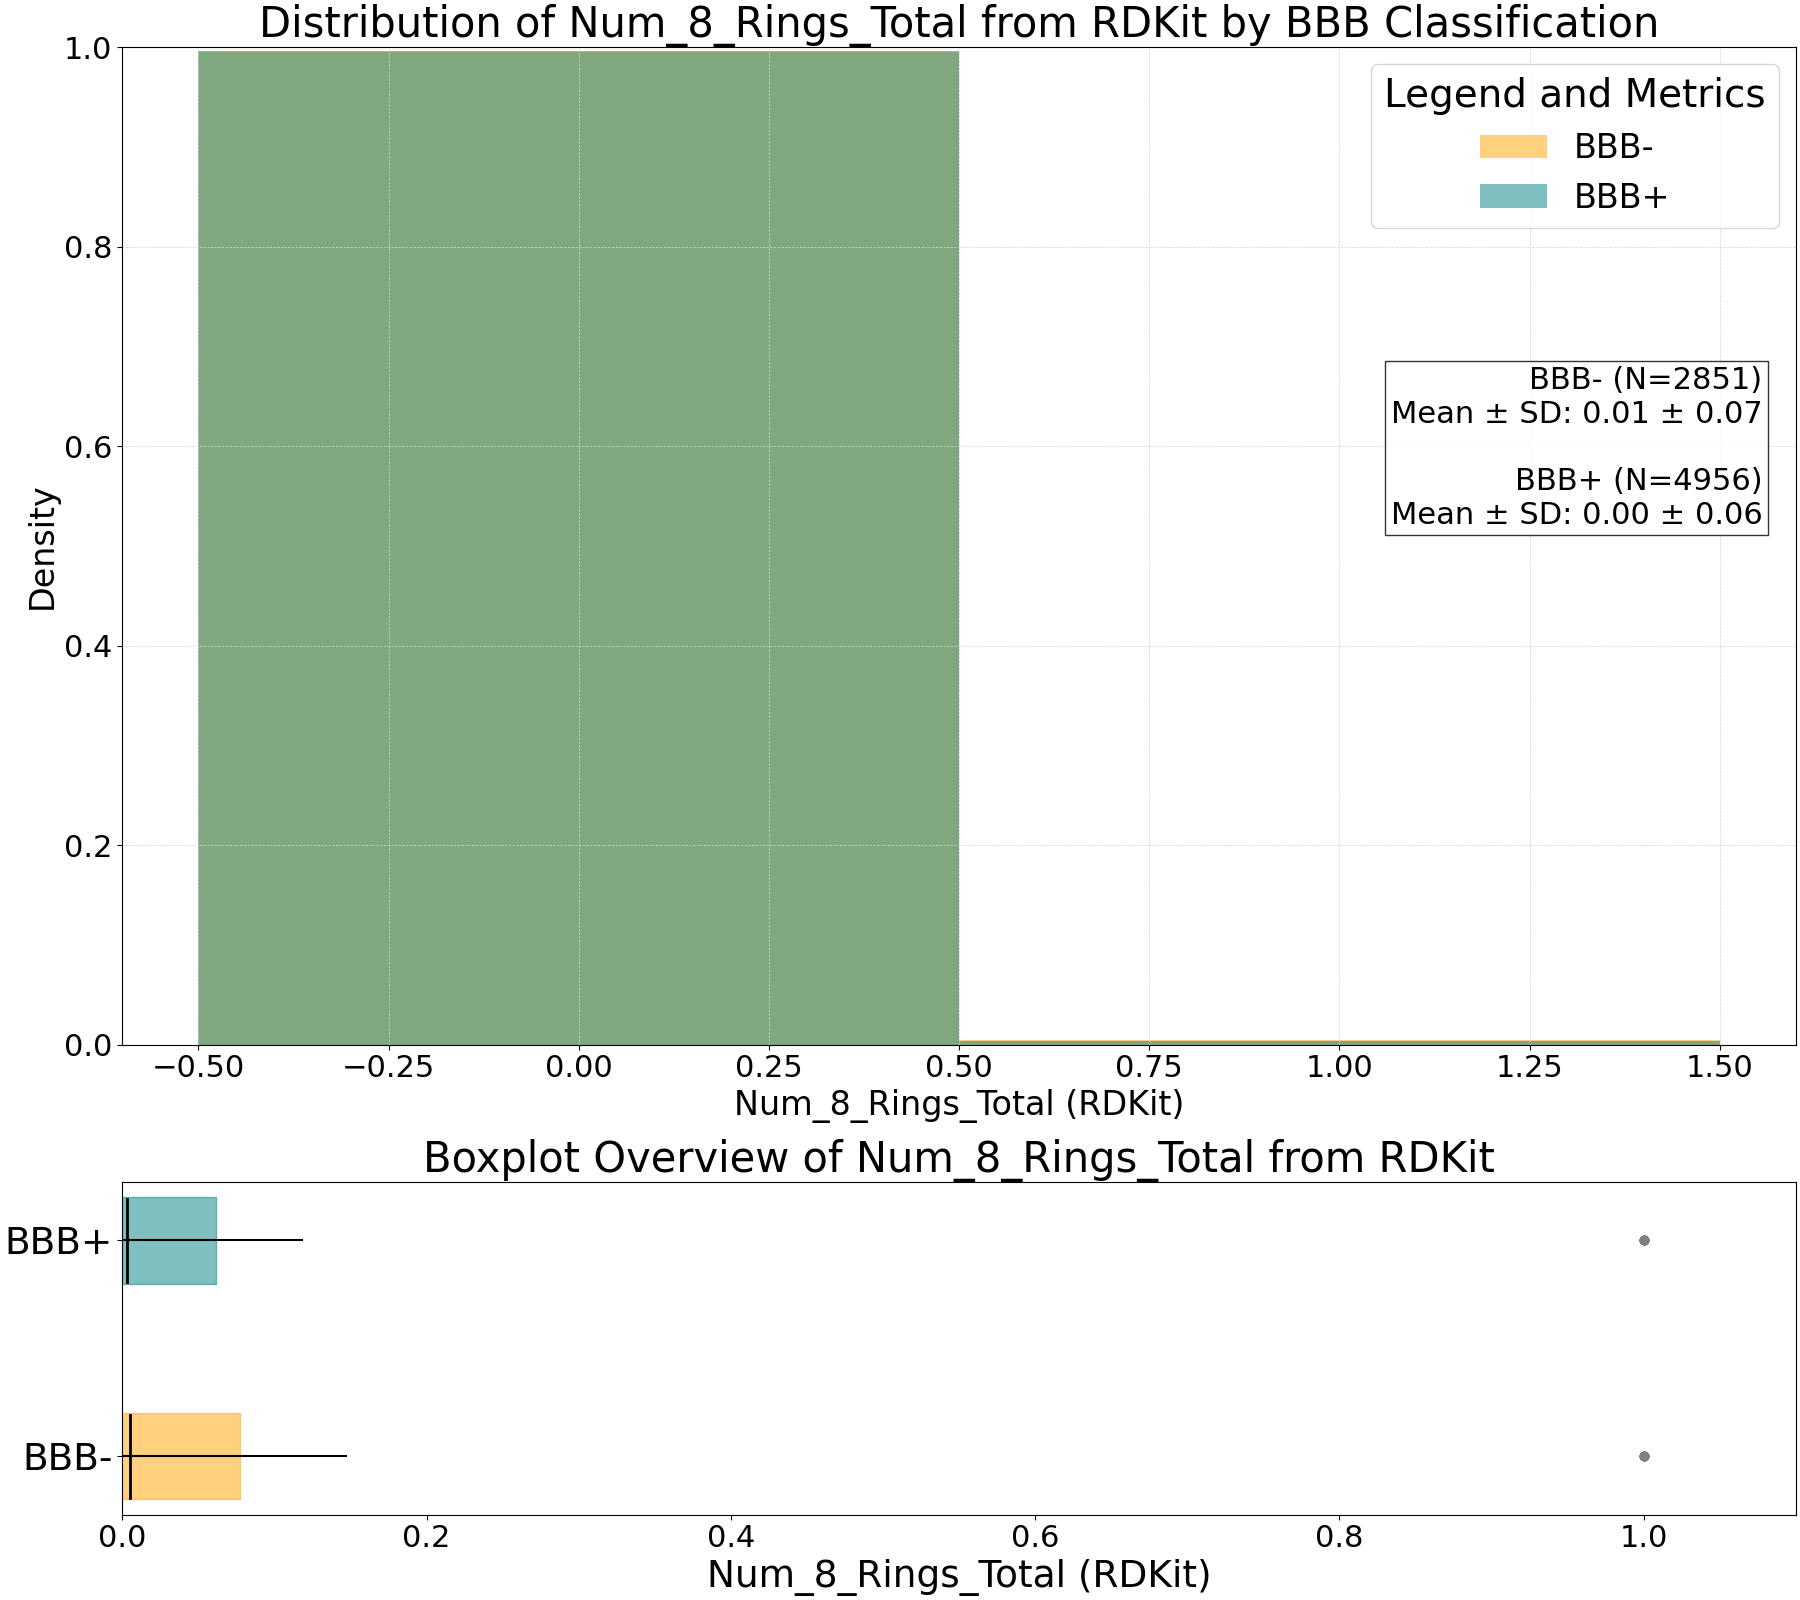 Distribution of Num_8_Rings_Total from RDKit by BBB Classification
1.0
0.8
0.6
0.4
0.2
0.0
Density
Legend and Metrics
BBB-
BBB+
BBB- (N=2851)
Mean ± SD: 0.01 ± 0.07
BBB+ (N=4956)
Mean ± SD: 0.00 ± 0.06
−0.50 −0.25 0.00 0.25 0.50 0.75 1.00 1.25 1.50
Num_8_Rings_Total (RDKit)
Boxplot Overview of Num_8_Rings_Total from RDKit
BBB+
BBB-
0.0 0.2 0.4 0.6 0.8 1.0
Num_8_Rings_Total (RDKit)